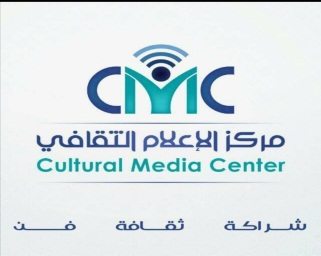 CMC
مركز الإعلام الثقافي
Cultural Media Center
شراكة ثقافة فن